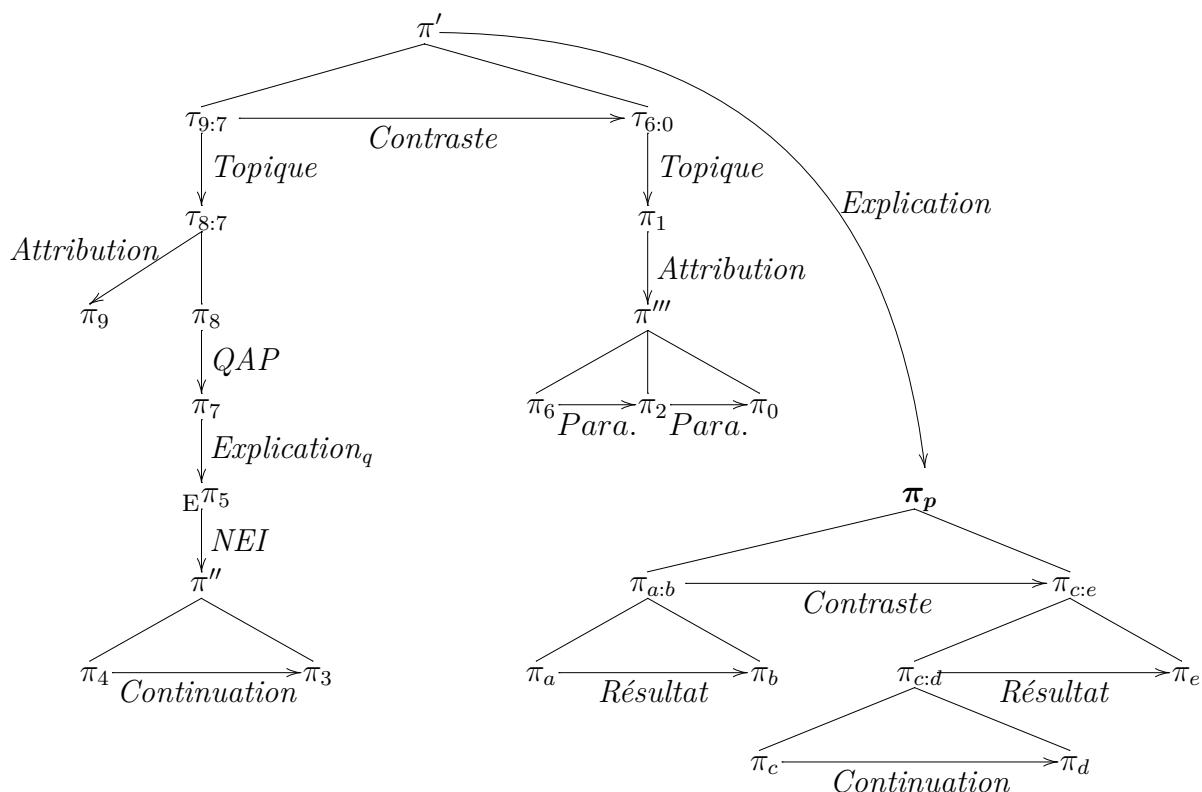 π′
τ9:7 Contraste τ6:0
Topique Topique
τ8:7 π1 Explication
Attribution Attribution
π9 π8 π‴
QAP
π7 π6 Para. π2 Para. π0
Explicationq
Eπ5 πp
NEI
π″ πa:b Contraste πc:e
π4 Continuation π3 πa Résultat πb πc:d Résultat πe
πc Continuation πd